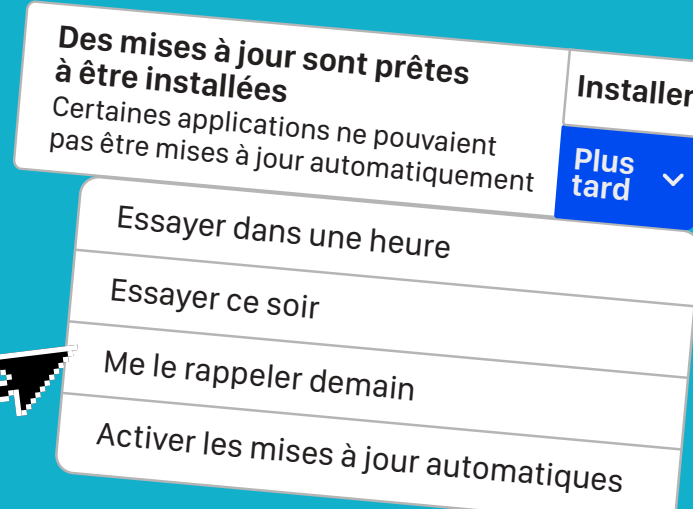 Des mises à jour sont prêtes
à être installées
Certaines applications ne pouvaient
pas être mises à jour automatiquement
Installer
Plus
tard
Essayer dans une heure
Essayer ce soir
Me le rappeler demain
Activer les mises à jour automatiques